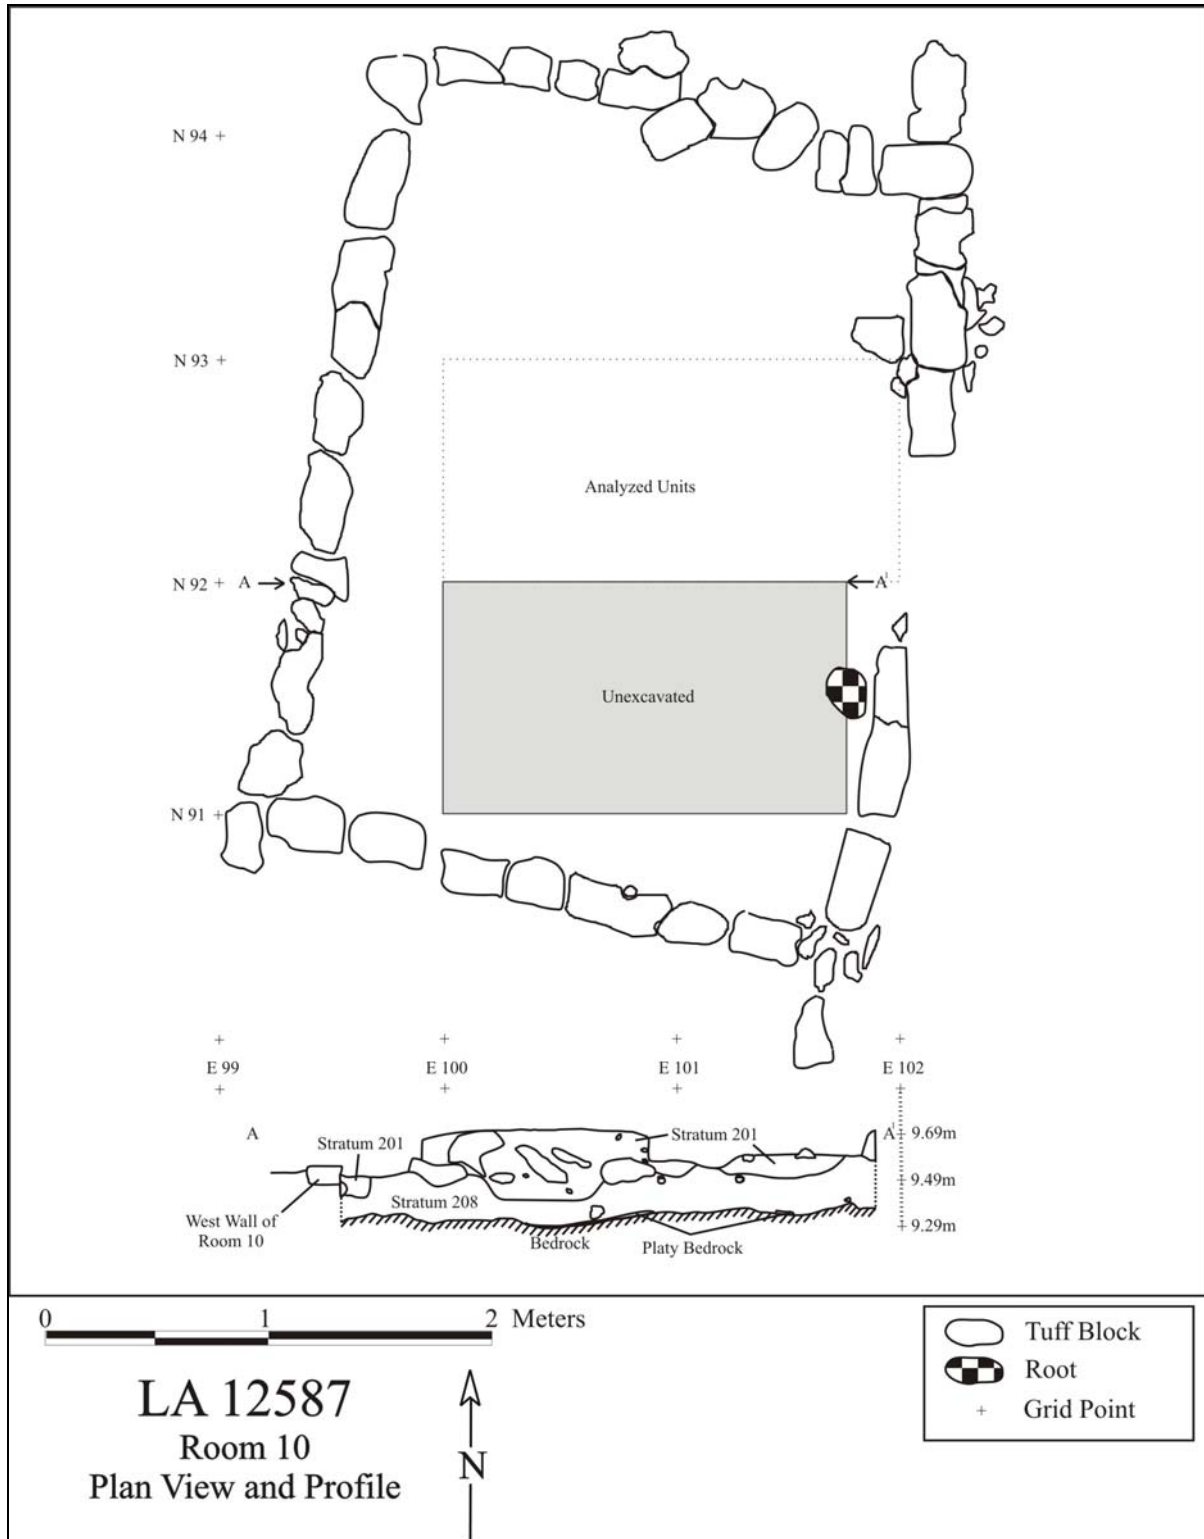 N 94
N 93
Analyzed Units
N 92 A A¹
Unexcavated
N 91
E 99 E 100 E 101 E 102
A Stratum 201 Stratum 201 A¹ 9.69m
9.49m
Stratum 208
West Wall of
Room 10
9.29m
Bedrock Platy Bedrock
0 1 2 Meters
LA 12587
Room 10
Plan View and Profile
N
Tuff Block
Root
Grid Point